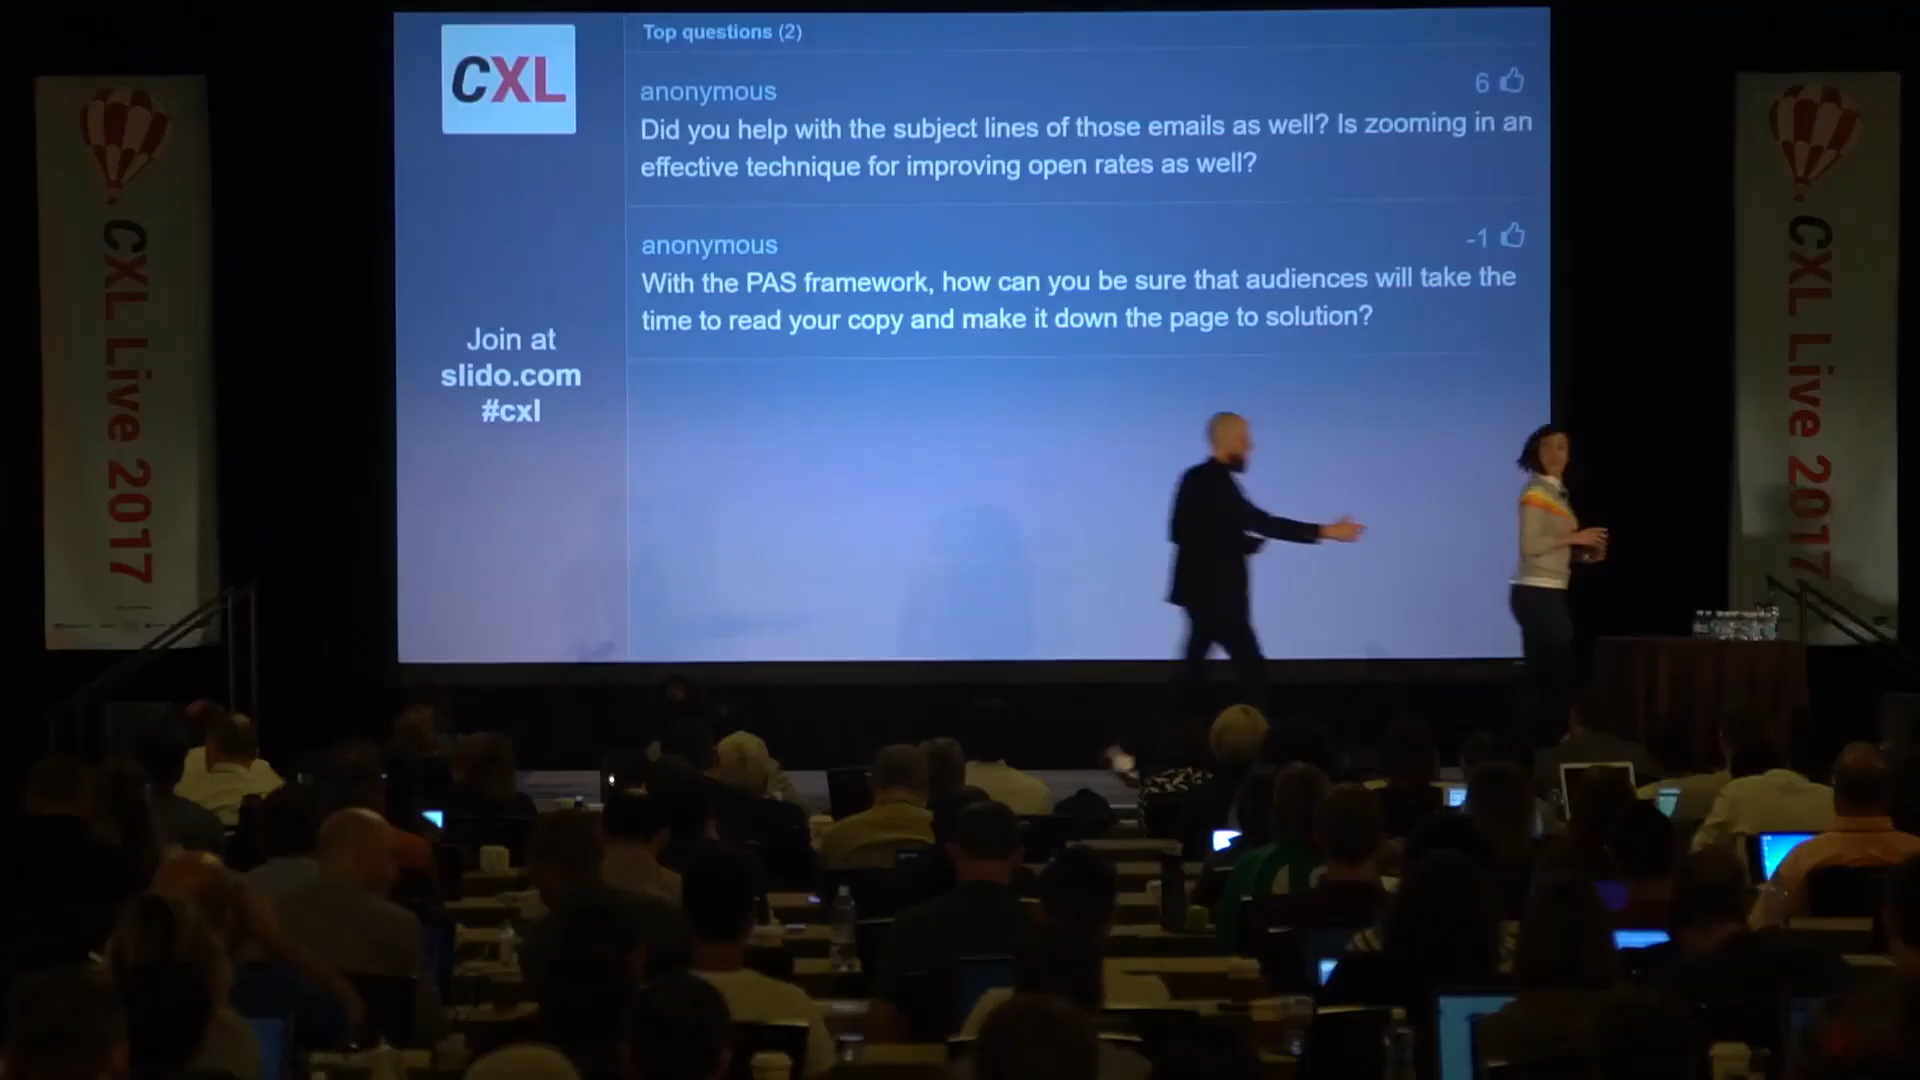 CXL
Top questions (2)
anonymous
6
Did you help with the subject lines of those emails as well? Is zooming in an
effective technique for improving open rates as well?
anonymous
-1
With the PAS framework, how can you be sure that audiences will take the
time to read your copy and make it down the page to solution?
Join at
slido.com
#cxl
CXL Live 2017
CXL Live 2017